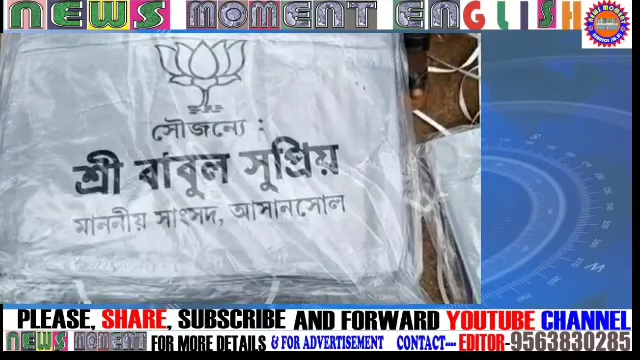 NEWS MOMENT ENGLISH
সৌজন্যে :
শ্রী বাবুল সুপ্রিয়
মাননীয় সাংসদ, আসানসোল
PLEASE, SHARE, SUBSCRIBE AND FORWARD YOUTUBE CHANNEL
NEWS MOMENT FOR MORE DETAILS & FOR ADVERTISEMENT CONTACT--- EDITOR-9563830285